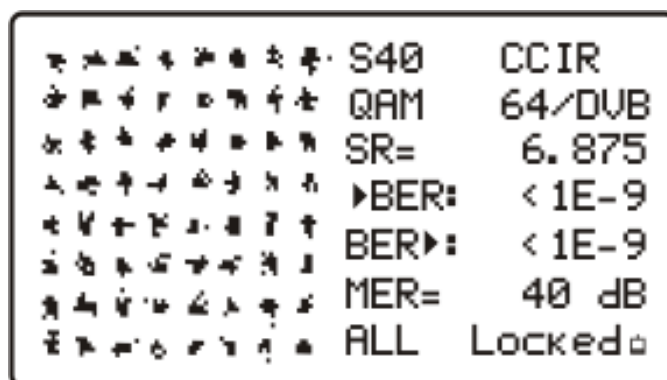 S40 CCIR
QAM 64/DVB
SR= 6.875
▶BER: <1E-9
BER▶: <1E-9
MER= 40 dB
ALL Locked